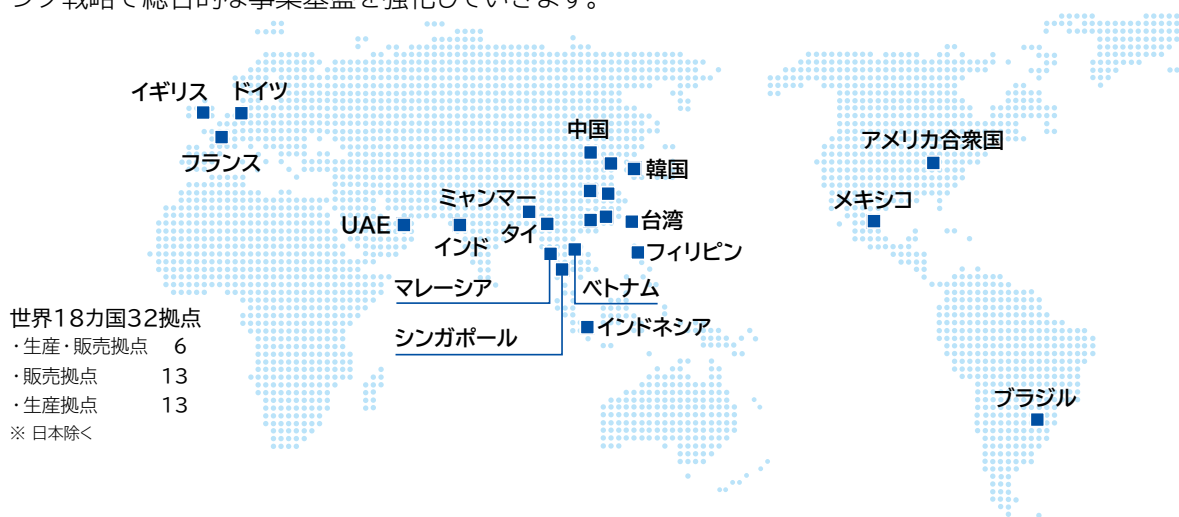 ング戦略で総合的な事業基盤を強化していきます。
イギリス
ドイツ
フランス
中国
韓国
アメリカ合衆国
ミャンマー
メキシコ
UAE
インド
タイ
台湾
フィリピン
マレーシア
ベトナム
シンガポール
インドネシア
ブラジル
世界18カ国32拠点
・生産・販売拠点 6
・販売拠点 13
・生産拠点 13
※ 日本除く